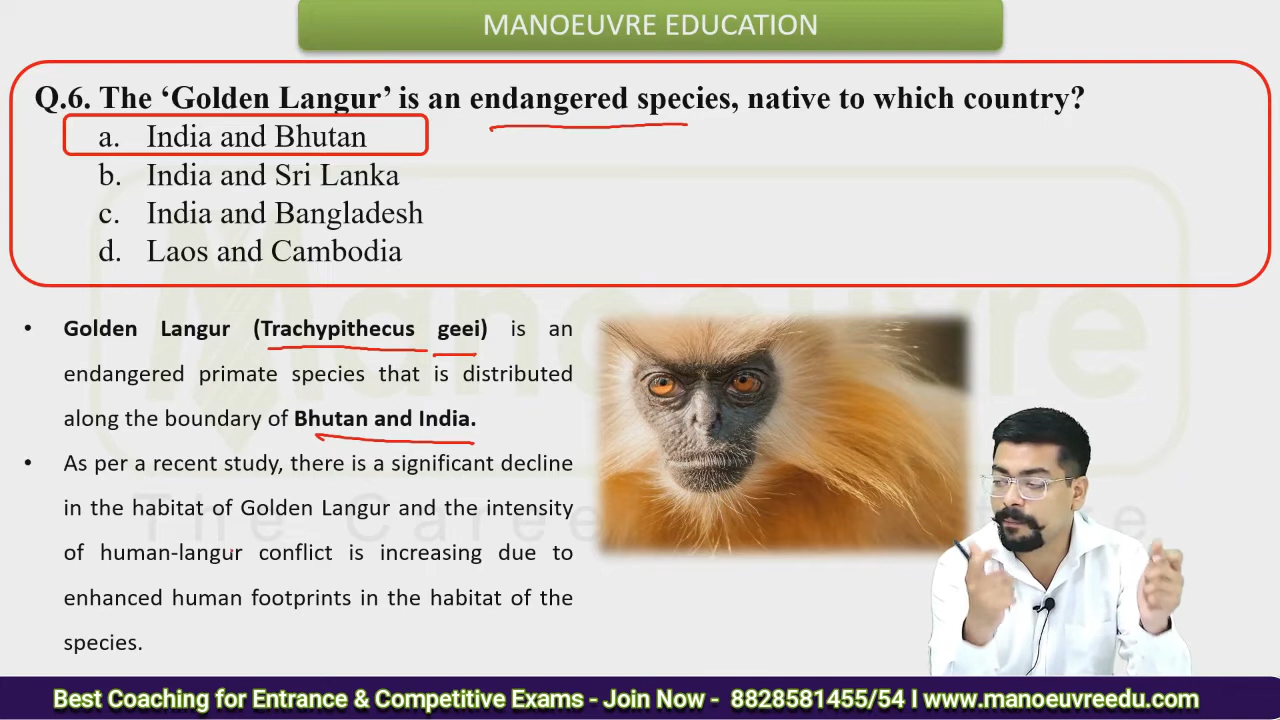 MANOEUVRE EDUCATION
Q.6. The ‘Golden Langur’ is an endangered species, native to which country?
a. India and Bhutan
b. India and Sri Lanka
c. India and Bangladesh
d. Laos and Cambodia
• Golden Langur (Trachypithecus geei) is an
endangered primate species that is distributed
along the boundary of Bhutan and India.
• As per a recent study, there is a significant decline
in the habitat of Golden Langur and the intensity
of human-langur conflict is increasing due to
enhanced human footprints in the habitat of the
species.
Manoeuvre
Best Coaching for Entrance & Competitive Exams - Join Now - 8828581455/54 I www.manoeuvreedu.com